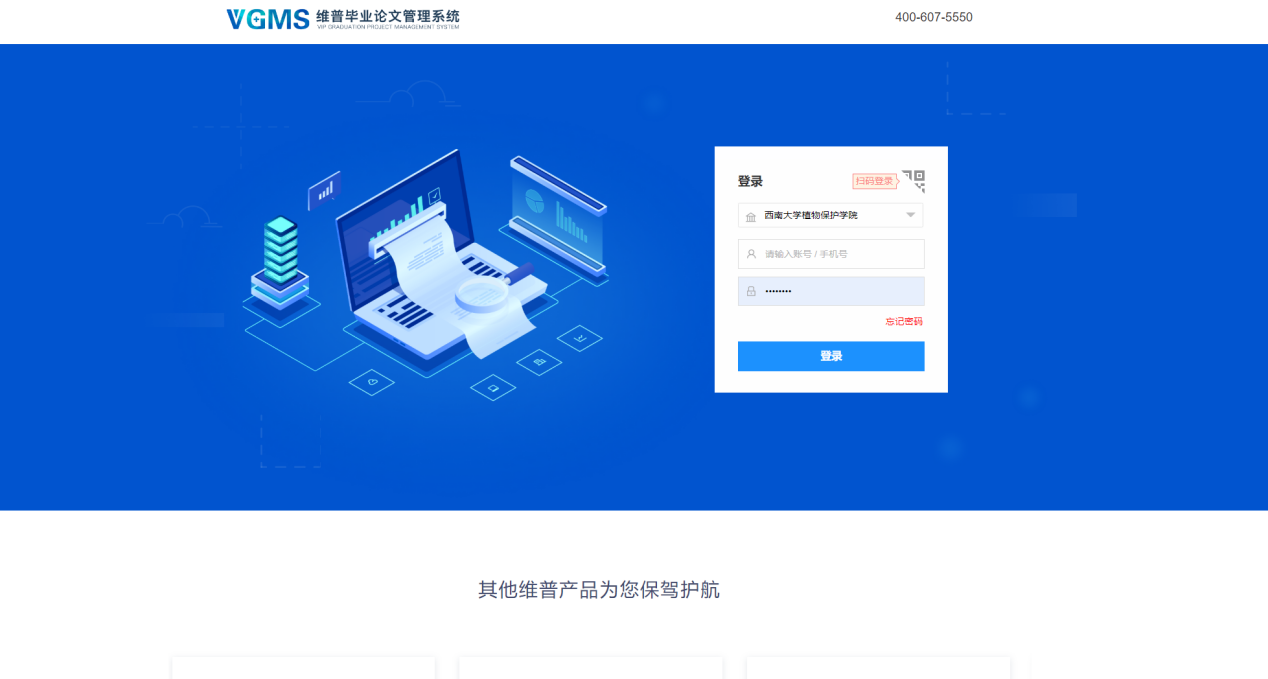 VGMS 维普毕业论文管理系统
VIP GRADUATION PROJECT MANAGEMENT SYSTEM
400-607-5550
登录
扫码登录
西南大学植物保护学院
请输入账号 / 手机号
••••••••
忘记密码
登录
其他维普产品为您保驾护航